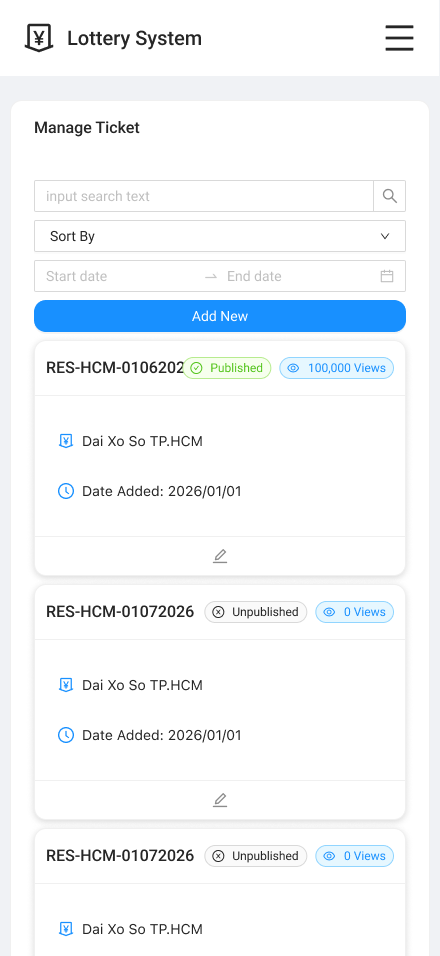 Lottery System
Manage Ticket
input search text
Sort By
Start date → End date
Add New
RES-HCM-0106202 Published 100,000 Views
Dai Xo So TP.HCM
Date Added: 2026/01/01
RES-HCM-01072026 Unpublished 0 Views
Dai Xo So TP.HCM
Date Added: 2026/01/01
RES-HCM-01072026 Unpublished 0 Views
Dai Xo So TP.HCM